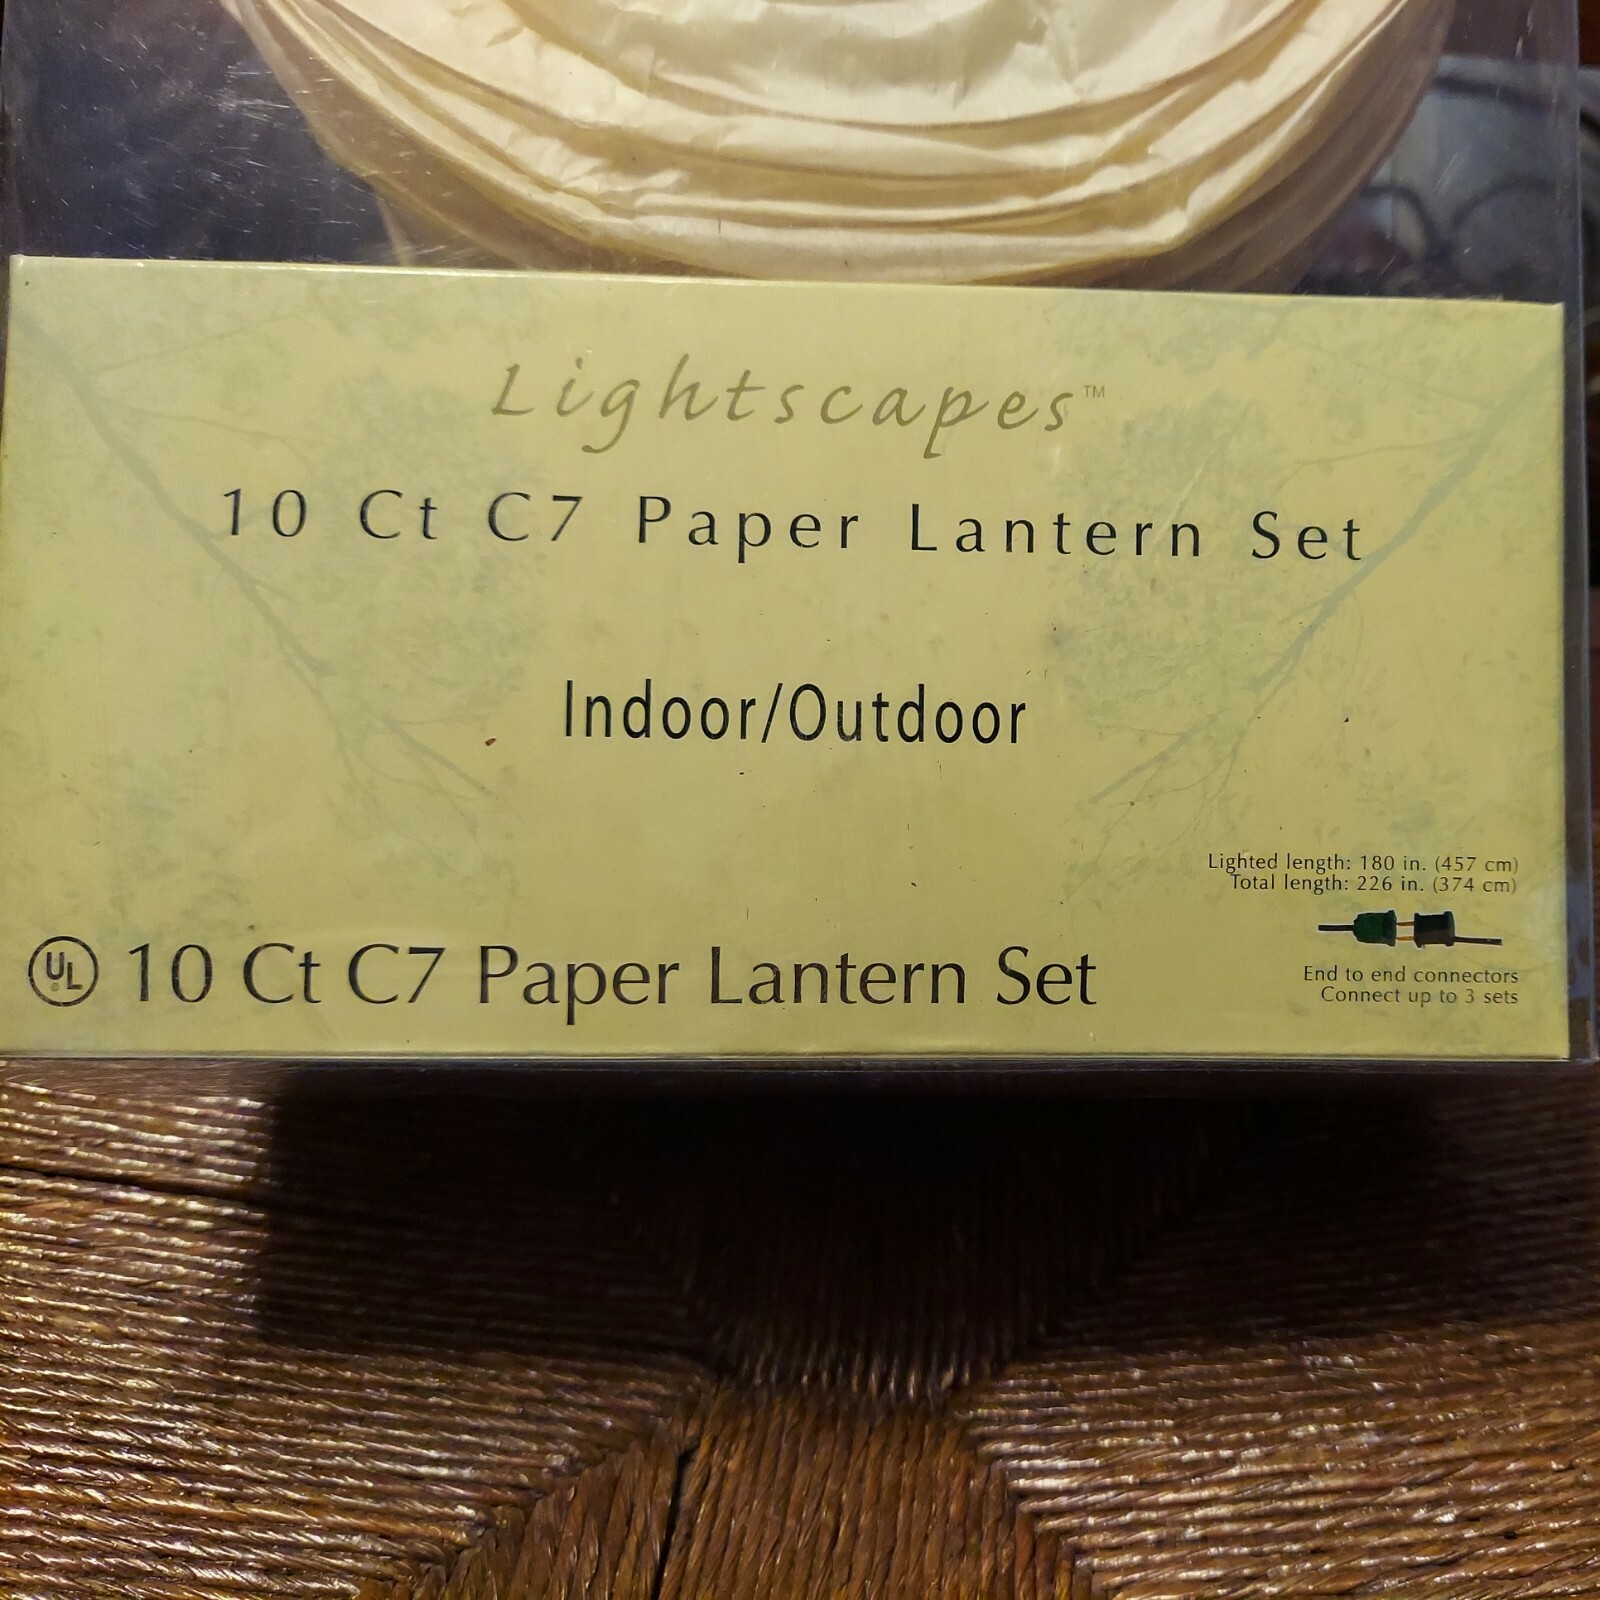 Lightscapes™
10 Ct C7 Paper Lantern Set
Indoor/Outdoor
Lighted length: 180 in. (457 cm)
Total length: 226 in. (374 cm)
End to end connectors
Connect up to 3 sets
UL 10 Ct C7 Paper Lantern Set